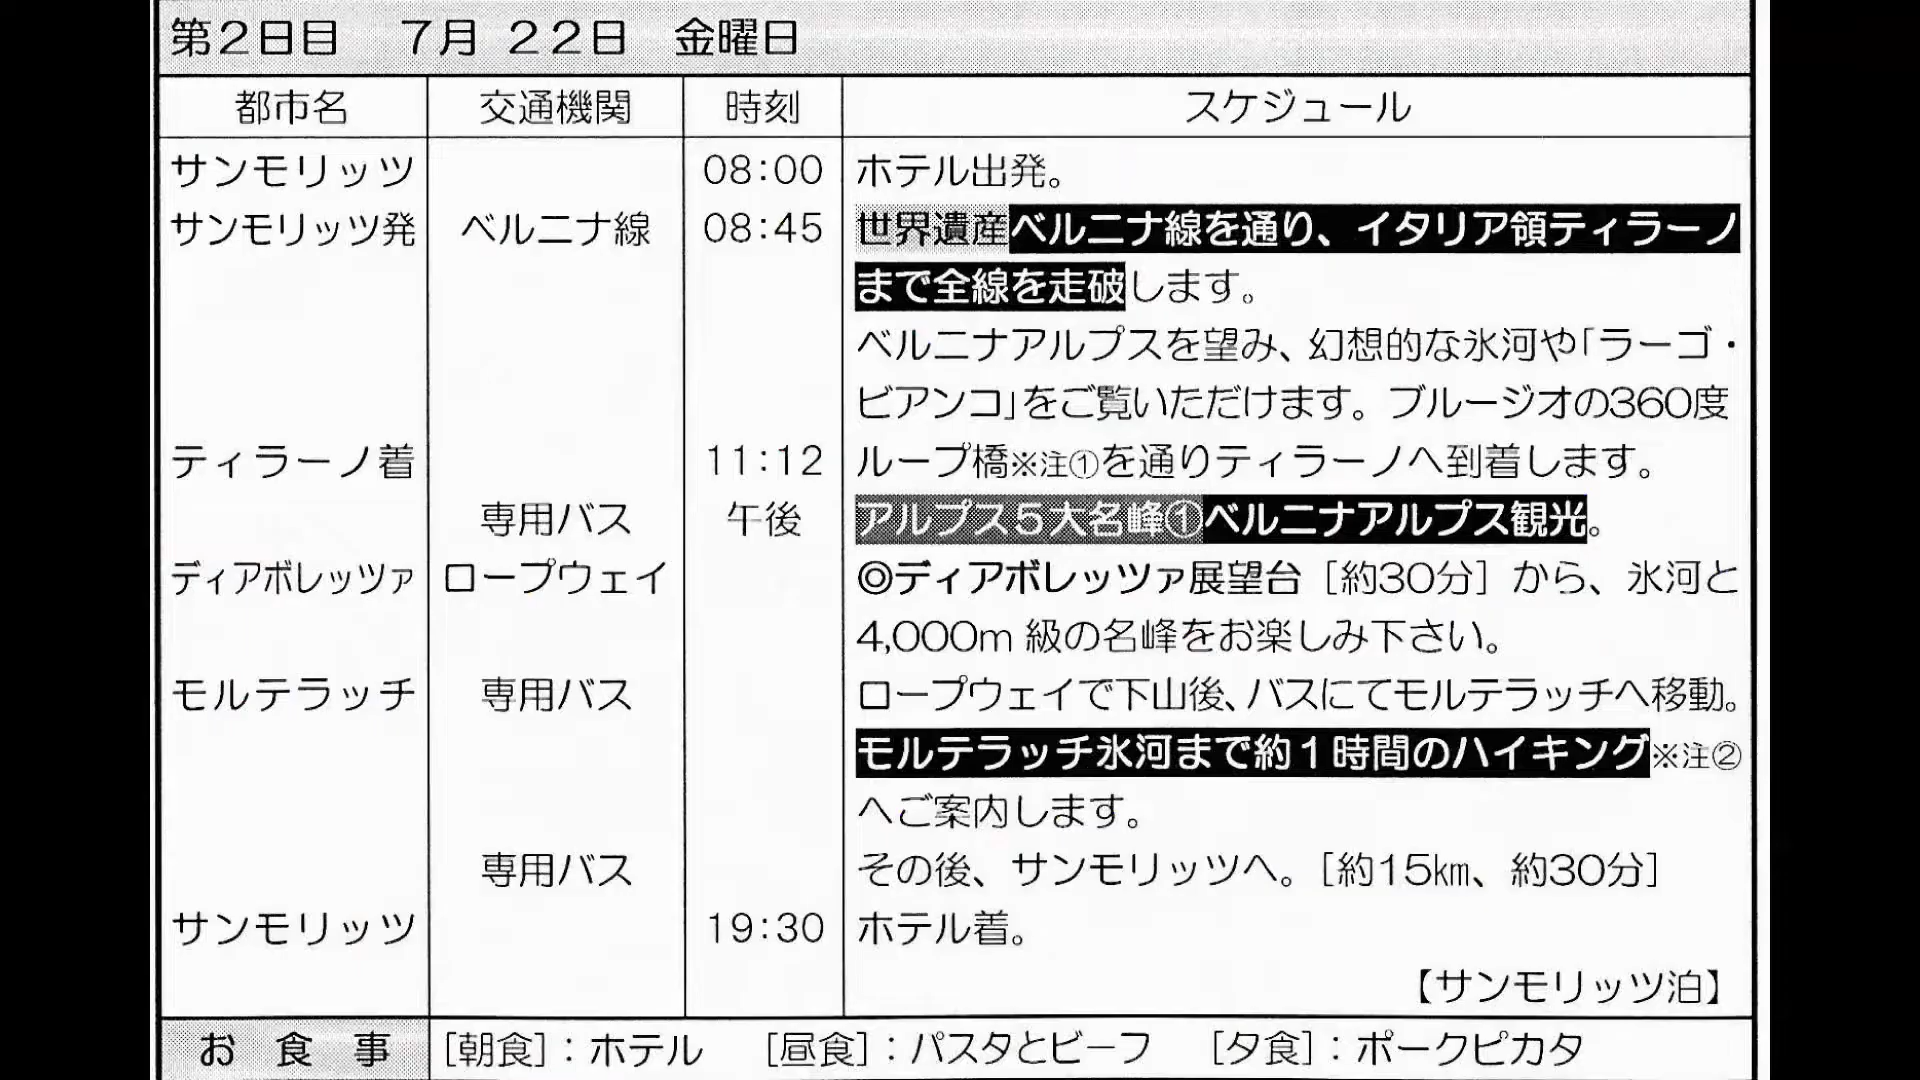 第2日目 7月 22日 金曜日
都市名 交通機関 時刻 スケジュール
サンモリッツ 08:00 ホテル出発。
サンモリッツ発 ベルニナ線 08:45 世界遺産ベルニナ線を通り、イタリア領ティラーノ
まで全線を走破します。
ベルニナアルプスを望み、幻想的な氷河や「ラーゴ・
ビアンコ」をご覧いただけます。ブルージオの360度
ティラーノ着 11:12 ループ橋※注①を通りティラーノへ到着します。
専用バス 午後 アルプス5大名峰①ベルニナアルプス観光。
ディアボレッツァ ロープウェイ ◎ディアボレッツァ展望台［約30分］から、氷河と
4,000m 級の名峰をお楽しみ下さい。
モルテラッチ 専用バス ロープウェイで下山後、バスにてモルテラッチへ移動。
モルテラッチ氷河まで約1時間のハイキング※注②
へご案内します。
専用バス その後、サンモリッツへ。［約15㎞、約30分］
サンモリッツ 19:30 ホテル着。
【サンモリッツ泊】
お食事 ［朝食］：ホテル ［昼食］：パスタとビーフ ［夕食］：ポークピカタ